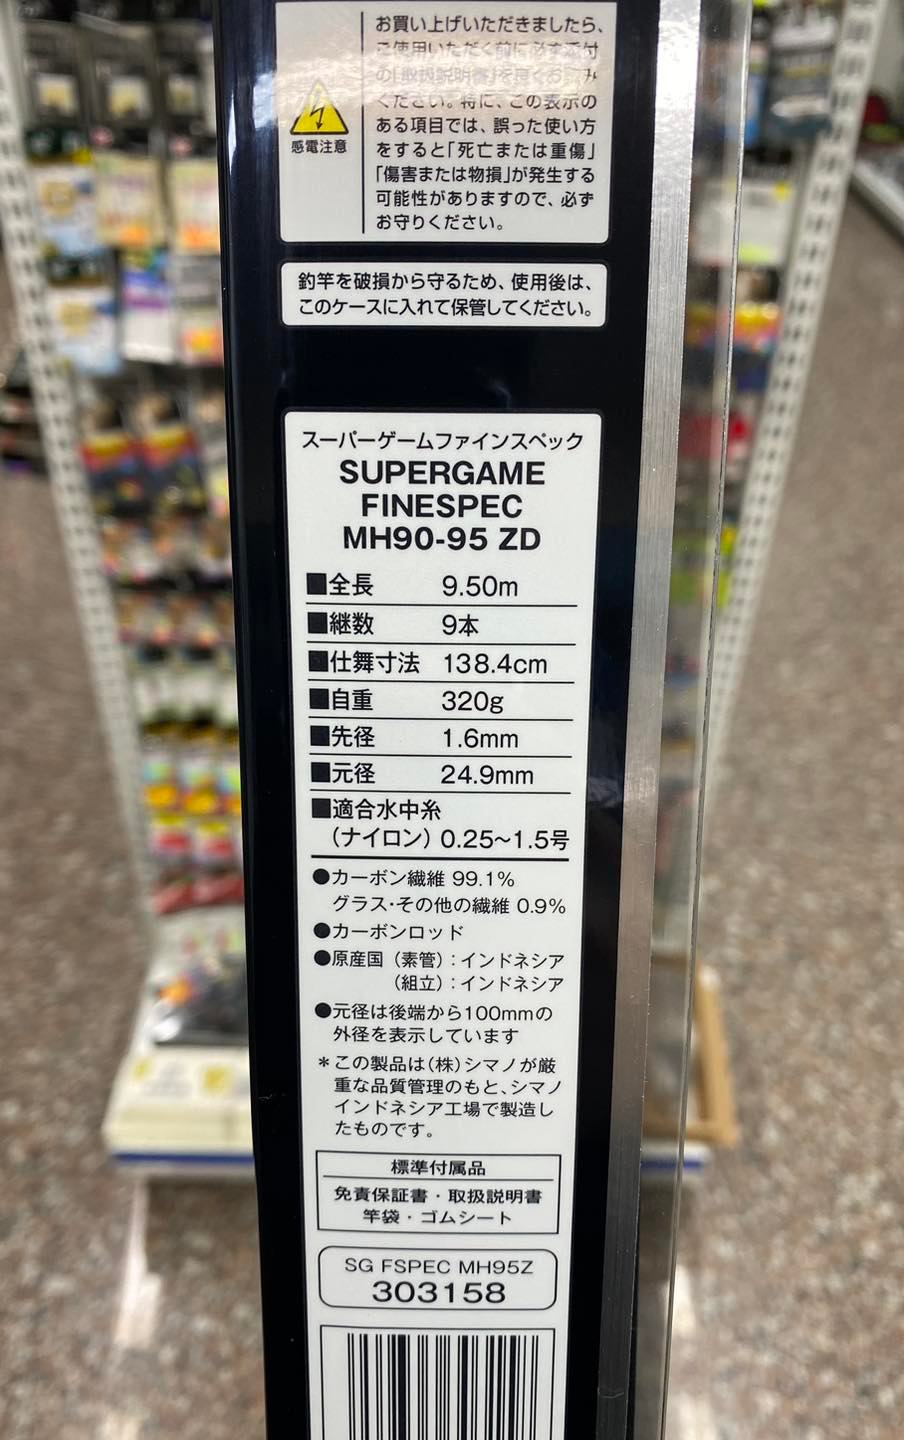 お買い上げいただきましたら、
ご使用いただく前に必ず添付
の「取扱説明書」を良くお読み
ください。特に、この表示の
ある項目では、誤った使い方
をすると「死亡または重傷」
「傷害または物損」が発生する
可能性がありますので、必ず
お守りください。
感電注意
釣竿を破損から守るため、使用後は、
このケースに入れて保管してください。
スーパーゲームファインスペック
SUPERGAME
FINESPEC
MH90-95 ZD
■全長 9.50m
■継数 9本
■仕舞寸法 138.4cm
■自重 320g
■先径 1.6mm
■元径 24.9mm
■適合水中糸
(ナイロン) 0.25〜1.5号
●カーボン繊維 99.1%
グラス・その他の繊維 0.9%
●カーボンロッド
●原産国（素管）：インドネシア
（組立）：インドネシア
●元径は後端から100mmの
外径を表示しています
＊この製品は(株)シマノが厳
重な品質管理のもと、シマノ
インドネシア工場で製造し
たものです。
標準付属品
免責保証書・取扱説明書
竿袋・ゴムシート
SG FSPEC MH95Z
303158